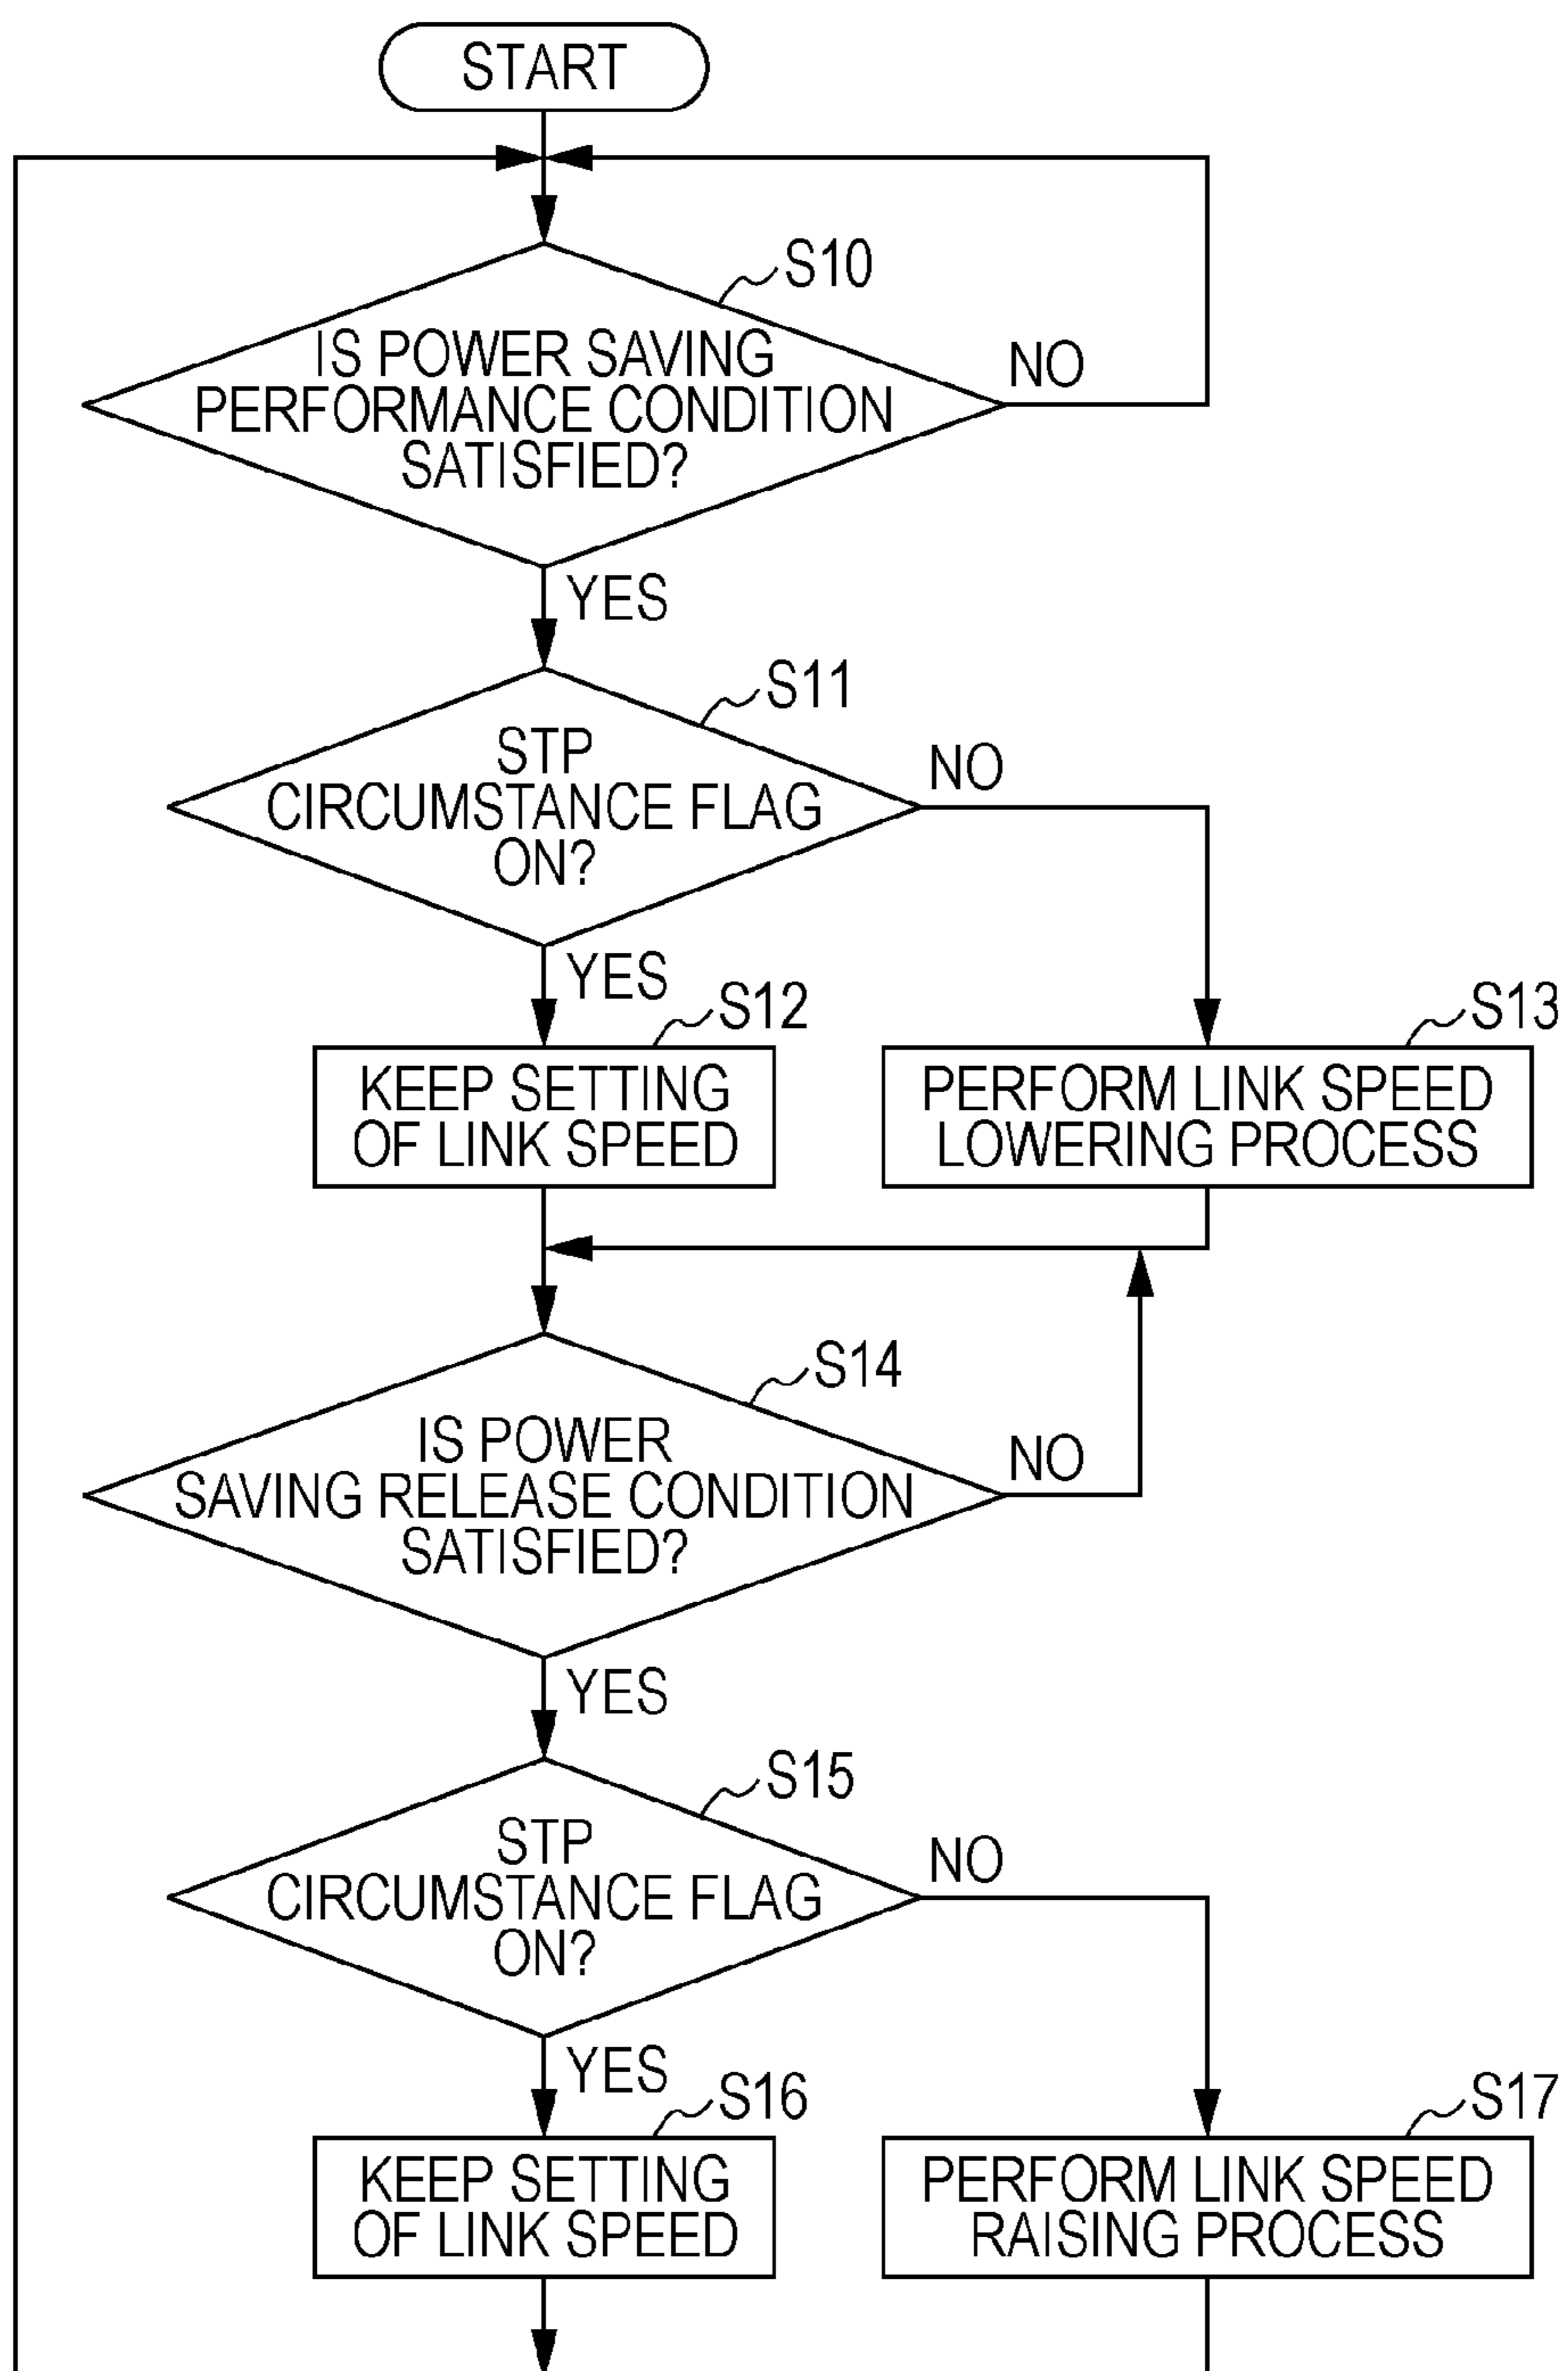 START
S10
IS POWER SAVING
PERFORMANCE CONDITION
SATISFIED?
NO
YES
S11
STP
CIRCUMSTANCE FLAG
ON?
NO
YES
S12
KEEP SETTING
OF LINK SPEED
S13
PERFORM LINK SPEED
LOWERING PROCESS
S14
IS POWER
SAVING RELEASE CONDITION
SATISFIED?
NO
YES
S15
STP
CIRCUMSTANCE FLAG
ON?
NO
YES
S16
KEEP SETTING
OF LINK SPEED
S17
PERFORM LINK SPEED
RAISING PROCESS